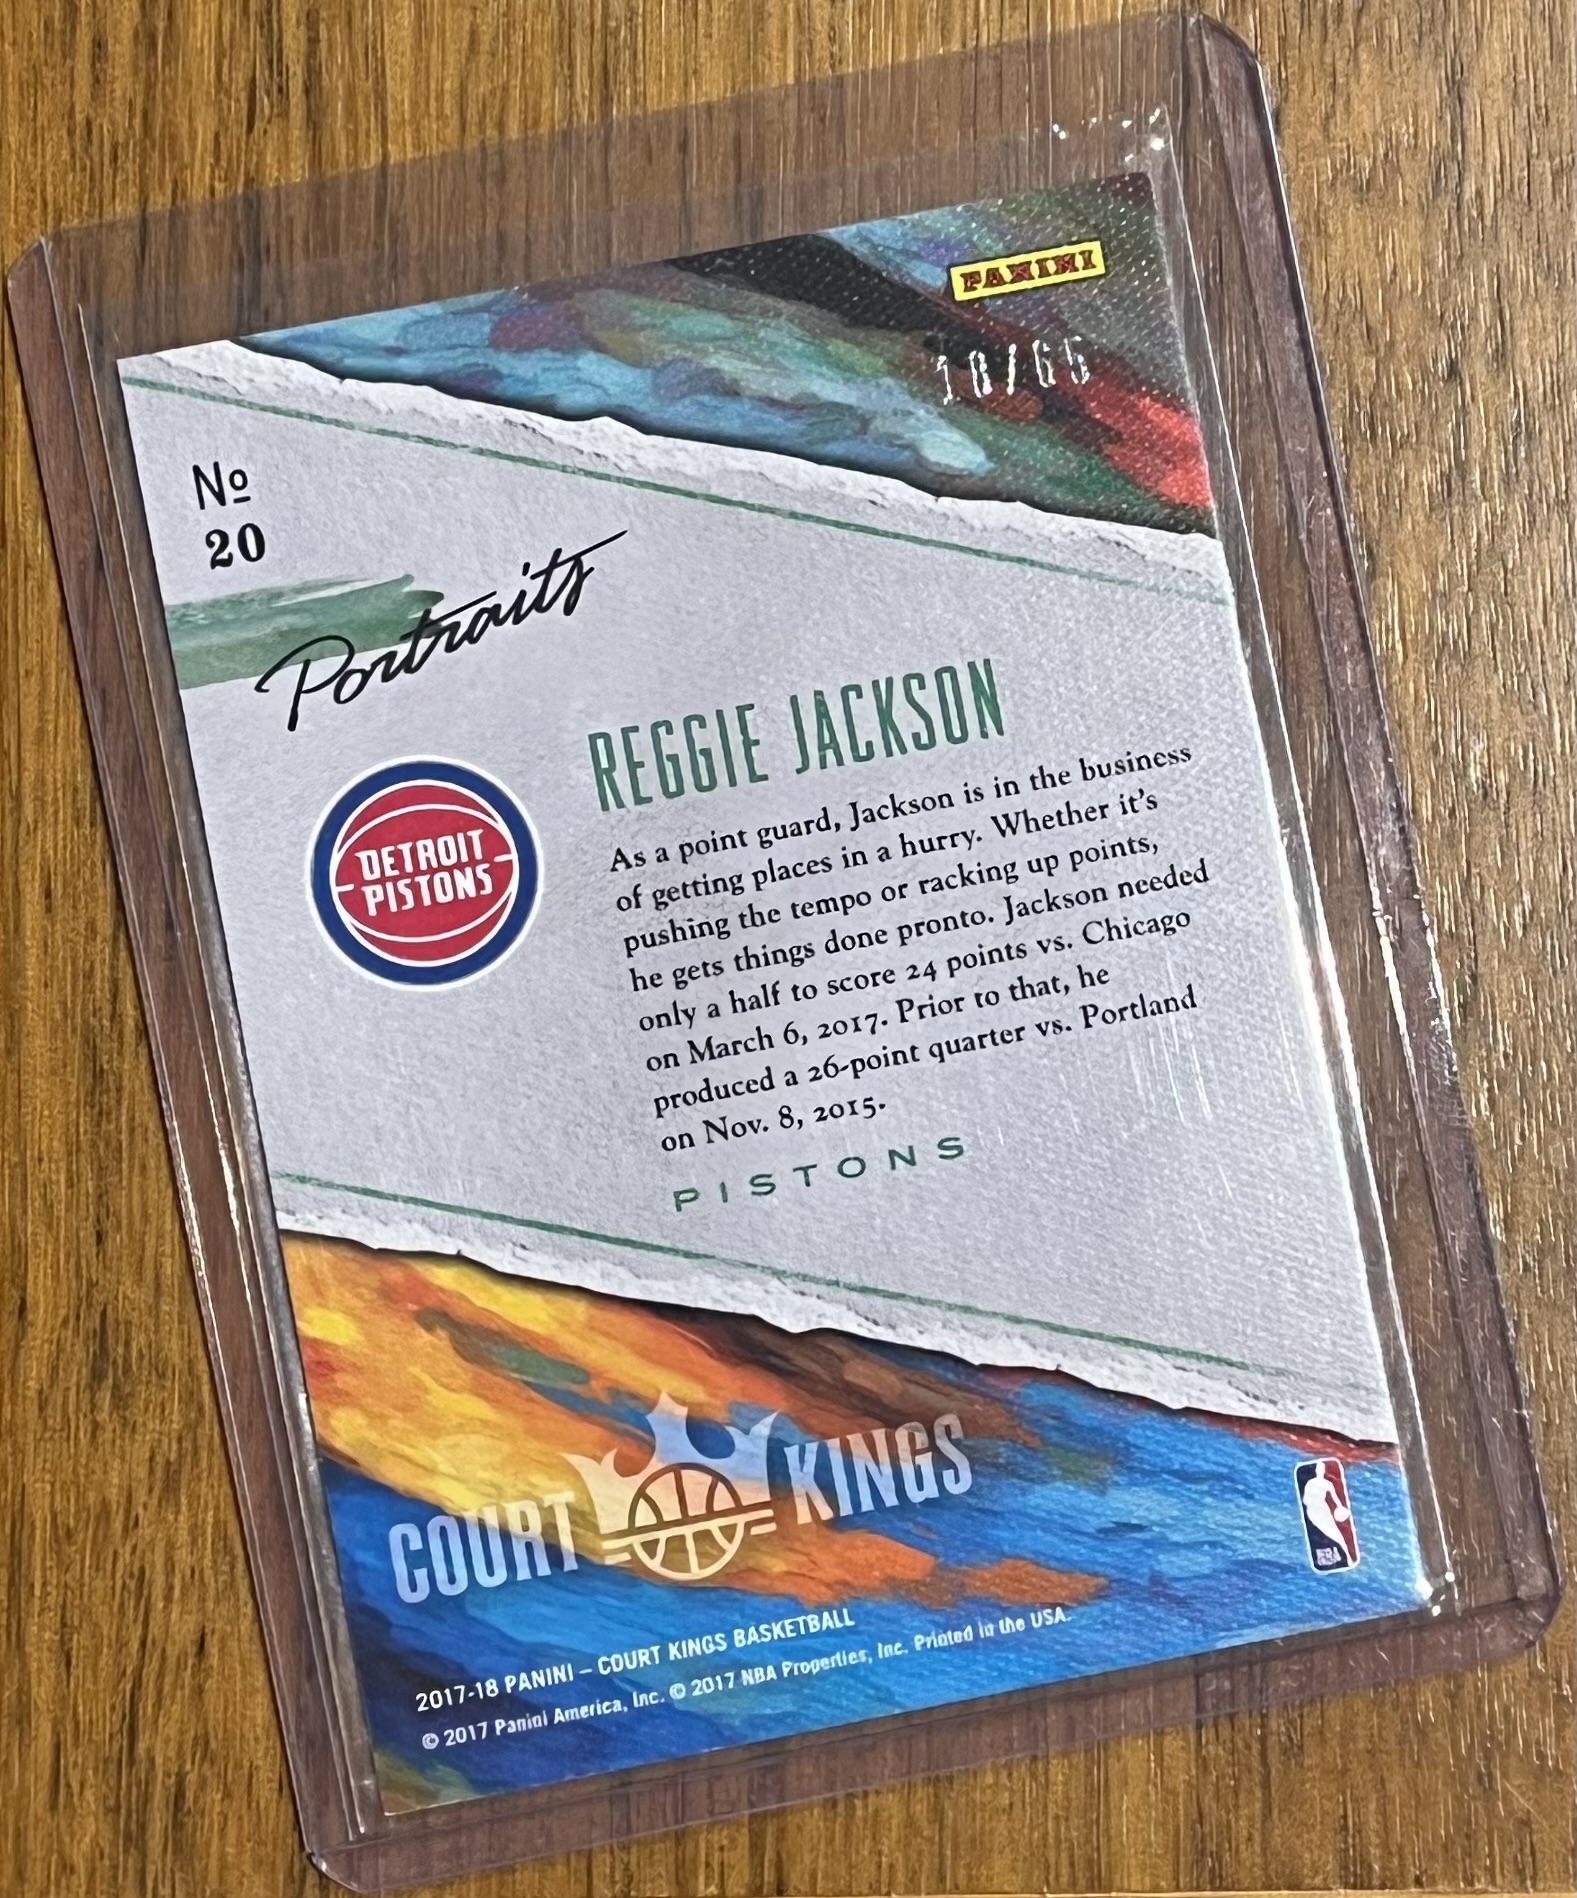 PANINI
18/65
Nº
20
Portraits
DETROIT
PISTONS
REGGIE JACKSON
As a point guard, Jackson is in the business
of getting places in a hurry. Whether it's
pushing the tempo or racking up points,
he gets things done pronto. Jackson needed
only a half to score 24 points vs. Chicago
on March 6, 2017. Prior to that, he
produced a 26-point quarter vs. Portland
on Nov. 8, 2015.
PISTONS
COURT KINGS
NBA
2017-18 PANINI – COURT KINGS BASKETBALL
© 2017 Panini America, Inc. © 2017 NBA Properties, Inc. Printed in the USA.